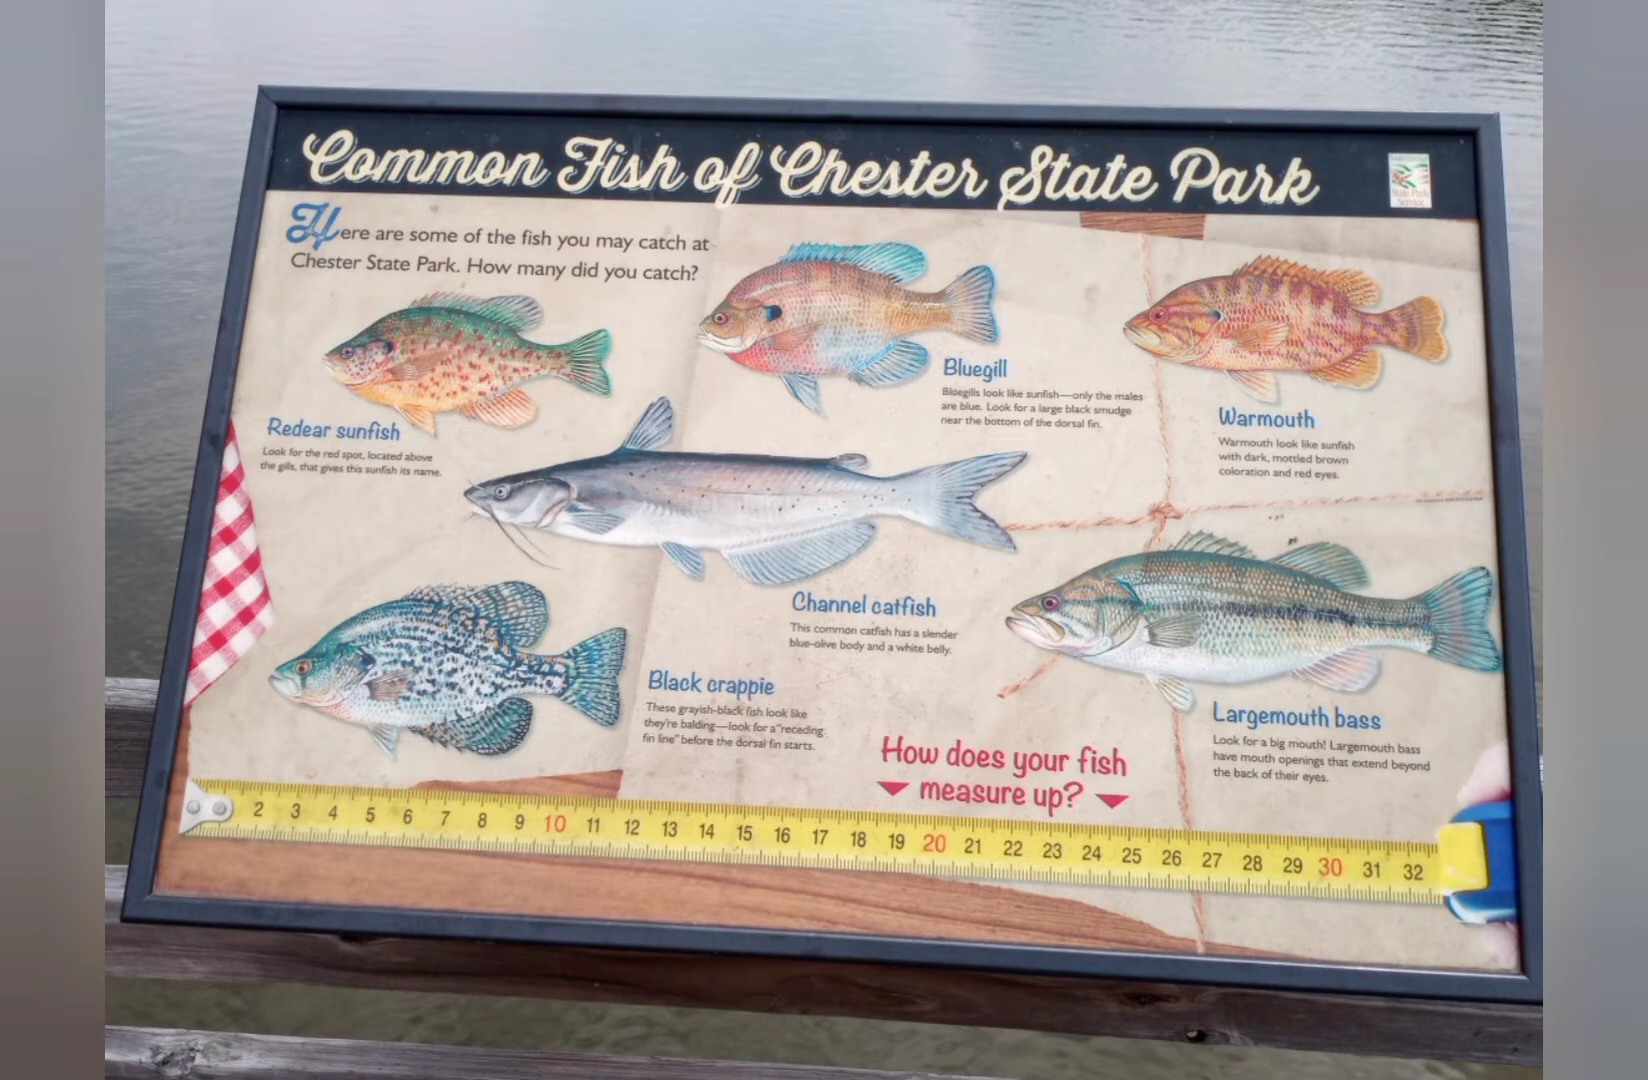 Common Fish of Chester State Park
State Park
Service
Here are some of the fish you may catch at
Chester State Park. How many did you catch?
Redear sunfish
Look for the red spot, located above
the gills, that gives this sunfish its name.
Bluegill
Bluegills look like sunfish—only the males
are blue. Look for a large black smudge
near the bottom of the dorsal fin.
Warmouth
Warmouth look like sunfish
with dark, mottled brown
coloration and red eyes.
Channel catfish
This common catfish has a slender
blue-olive body and a white belly.
Black crappie
These grayish-black fish look like
they're balding—look for a "receding
fin line" before the dorsal fin starts.
Largemouth bass
Look for a big mouth! Largemouth bass
have mouth openings that extend beyond
the back of their eyes.
How does your fish
measure up?
2 3 4 5 6 7 8 9 10 11 12 13 14 15 16 17 18 19 20 21 22 23 24 25 26 27 28 29 30 31 32